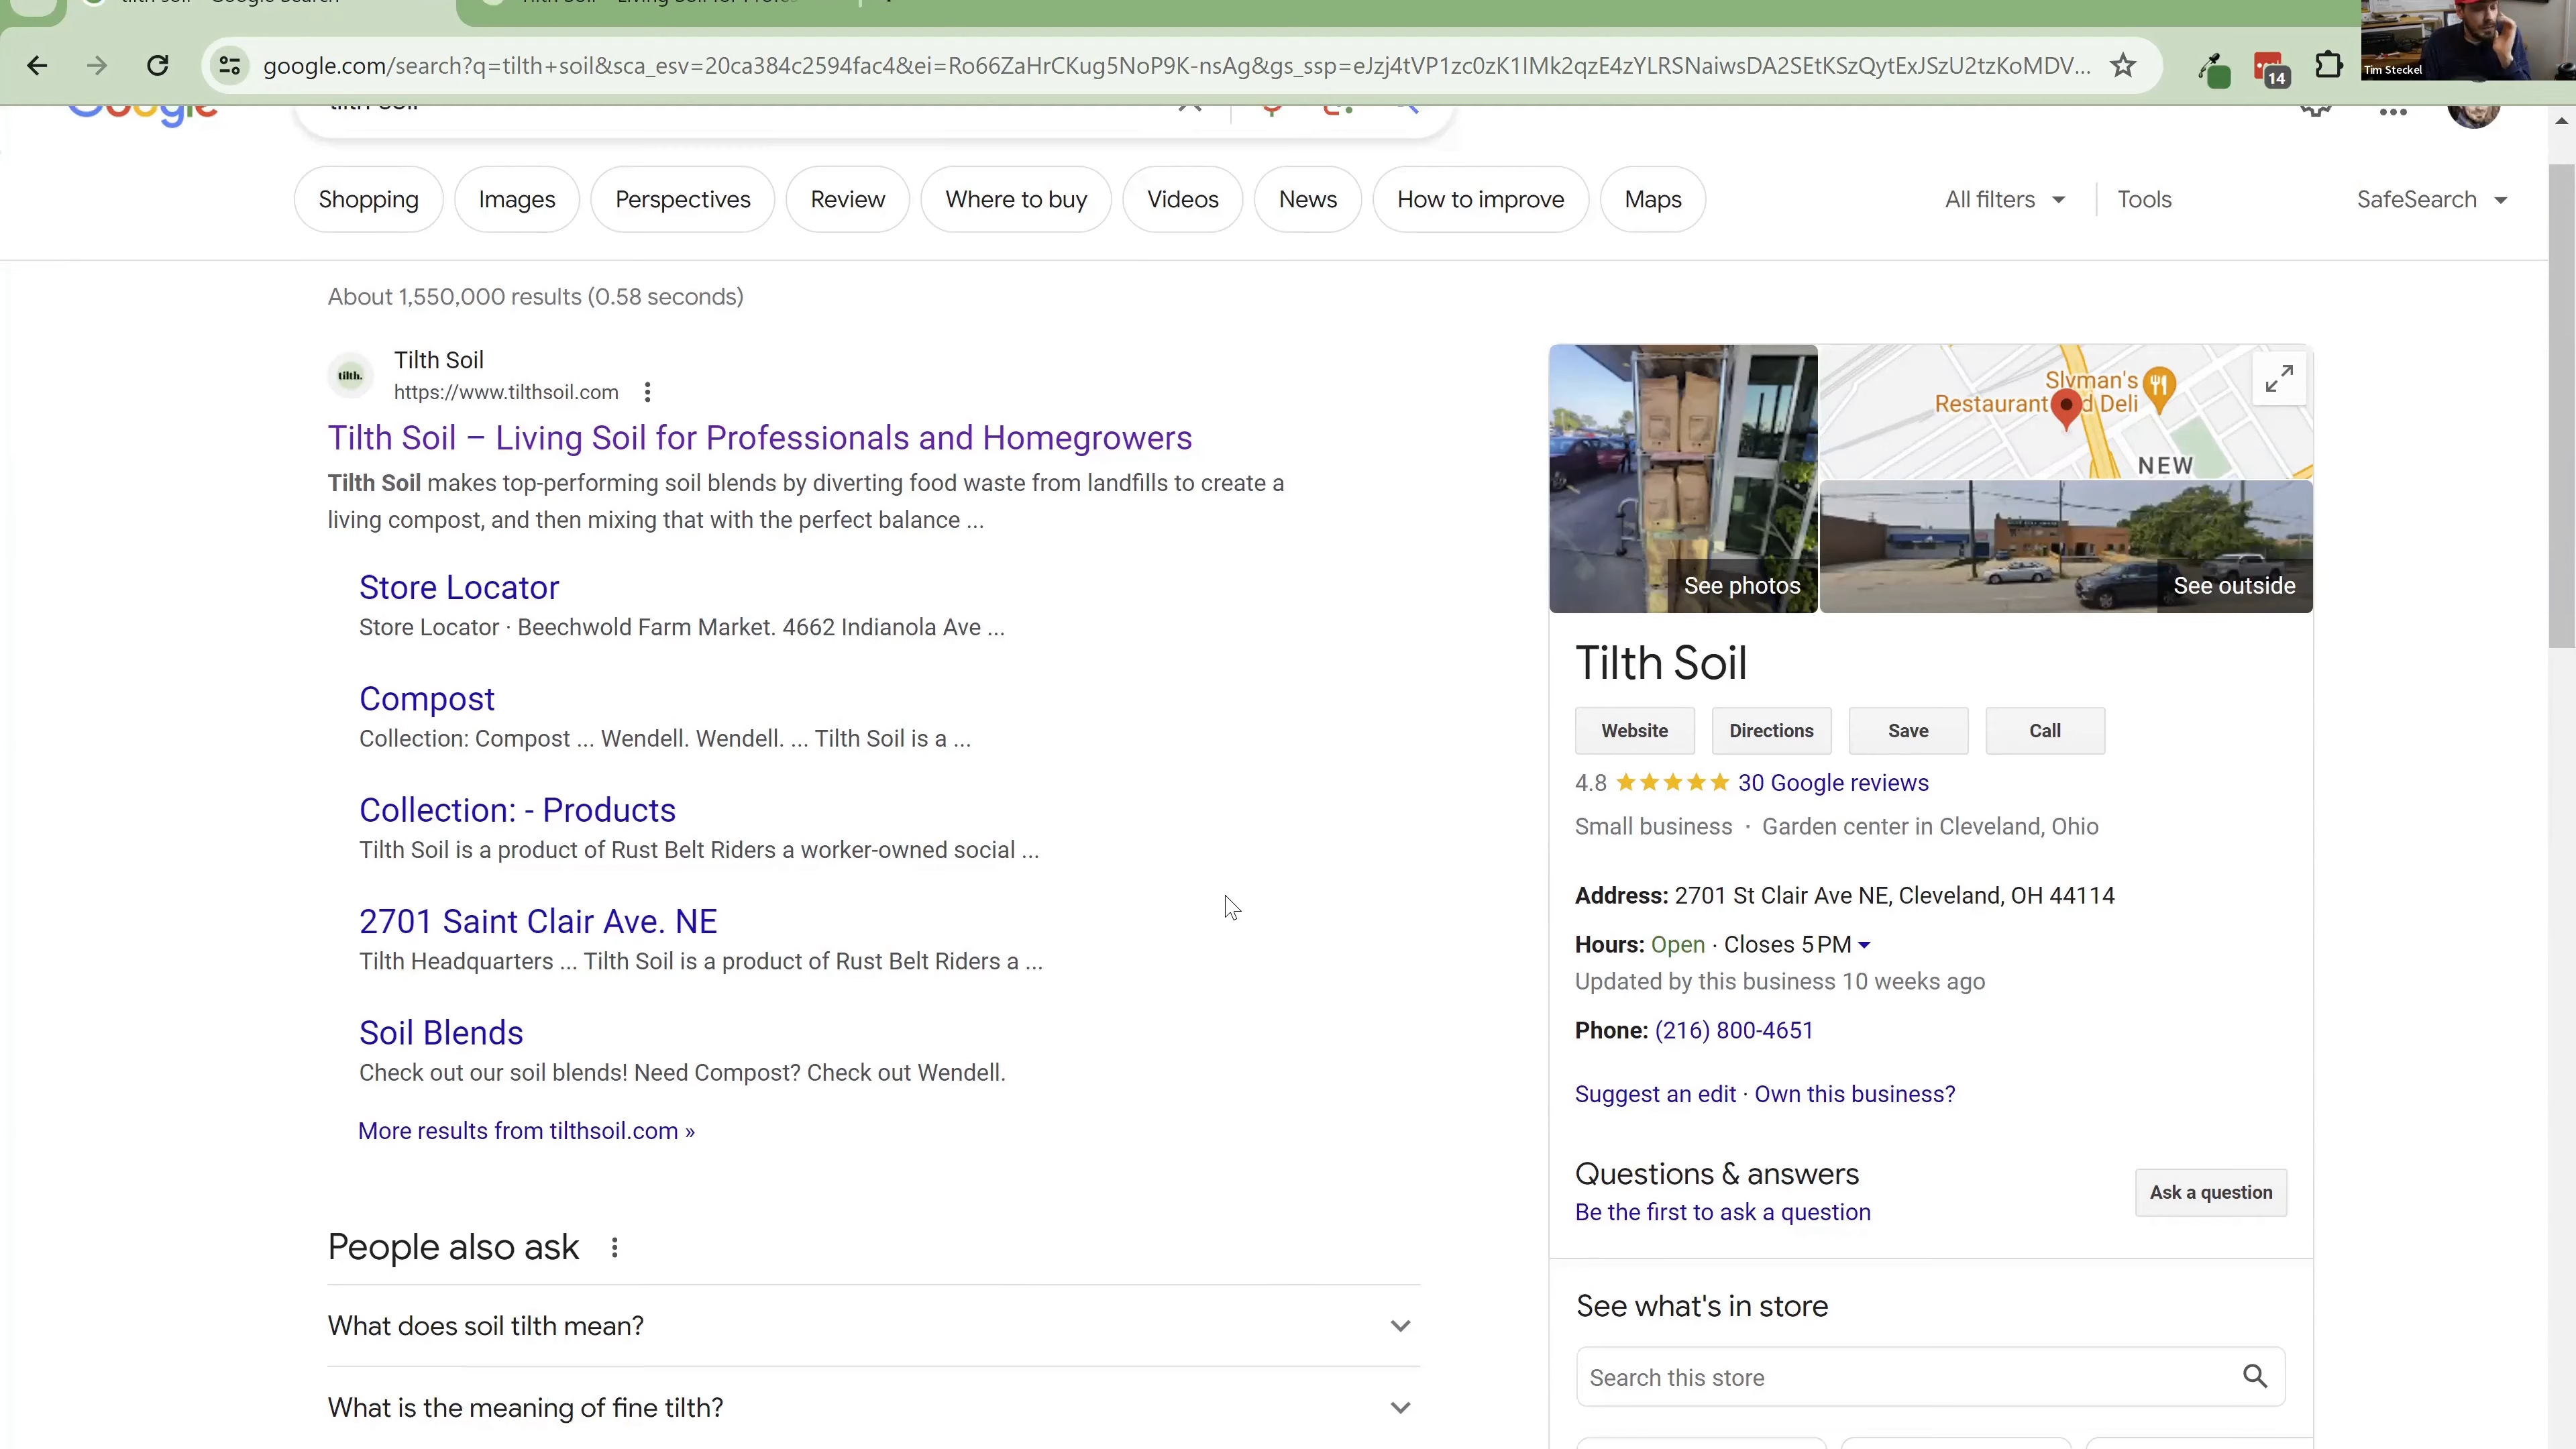 google.com/search?q=tilth+soil&sca_esv=20ca384c2594fac4&ei=Ro66ZaHrCKug5NoP9K-nsAg&gs_ssp=eJzj4tVP1zc0zK1IMk2qzE4zYLRSNaiwsDA2SEtKSzQytExJSzU2tzKoMDV...
14
Tim Steckel
Google
Shopping
Images
Perspectives
Review
Where to buy
Videos
News
How to improve
Maps
All filters
Tools
SafeSearch
About 1,550,000 results (0.58 seconds)
tilth.
Tilth Soil
https://www.tilthsoil.com
Tilth Soil – Living Soil for Professionals and Homegrowers
Tilth Soil makes top-performing soil blends by diverting food waste from landfills to create a
living compost, and then mixing that with the perfect balance ...
Store Locator
Store Locator · Beechwold Farm Market. 4662 Indianola Ave ...
Compost
Collection: Compost ... Wendell. Wendell. ... Tilth Soil is a ...
Collection: - Products
Tilth Soil is a product of Rust Belt Riders a worker-owned social ...
2701 Saint Clair Ave. NE
Tilth Headquarters ... Tilth Soil is a product of Rust Belt Riders a ...
Soil Blends
Check out our soil blends! Need Compost? Check out Wendell.
More results from tilthsoil.com »
People also ask
What does soil tilth mean?
What is the meaning of fine tilth?
See photos
Slyman's
Restaurant d Deli
NEW
See outside
Tilth Soil
Website
Directions
Save
Call
4.8
30 Google reviews
Small business · Garden center in Cleveland, Ohio
Address: 2701 St Clair Ave NE, Cleveland, OH 44114
Hours: Open · Closes 5 PM
Updated by this business 10 weeks ago
Phone: (216) 800-4651
Suggest an edit · Own this business?
Questions & answers
Be the first to ask a question
Ask a question
See what's in store
Search this store